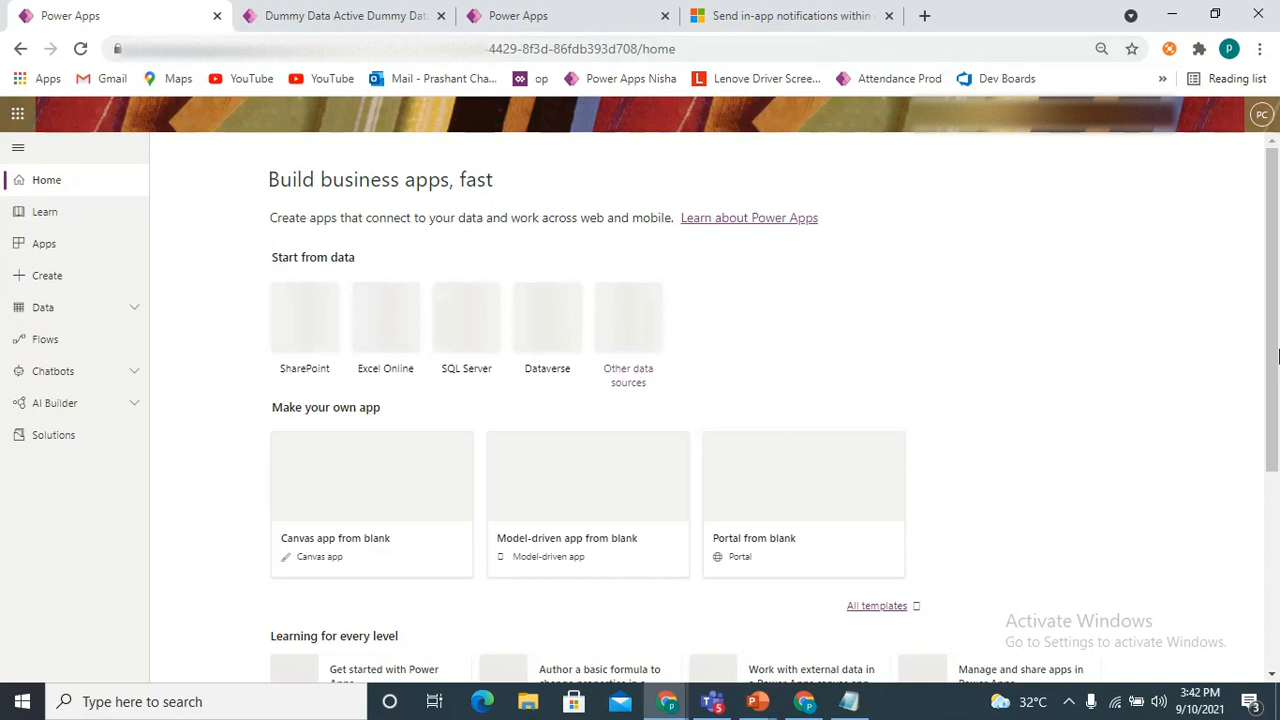 Power Apps
Dummy Data Active Dummy Dat
Power Apps
Send in-app notifications within
-4429-8f3d-86fdb393d708/home
Apps
Gmail
Maps
YouTube
YouTube
Mail - Prashant Cha...
op
Power Apps Nisha
Lenove Driver Scree...
Attendance Prod
Dev Boards
»
Reading list
PC
Home
Learn
Apps
Create
Data
Flows
Chatbots
AI Builder
Solutions
Build business apps, fast
Create apps that connect to your data and work across web and mobile. Learn about Power Apps
Start from data
SharePoint
Excel Online
SQL Server
Dataverse
Other data
sources
Make your own app
Canvas app from blank
Canvas app
Model-driven app from blank
Model-driven app
Portal from blank
Portal
All templates
Activate Windows
Go to Settings to activate Windows.
Learning for every level
Get started with Power
Author a basic formula to
Work with external data in
Manage and share apps in
Type here to search
32°C
3:42 PM
9/10/2021
3